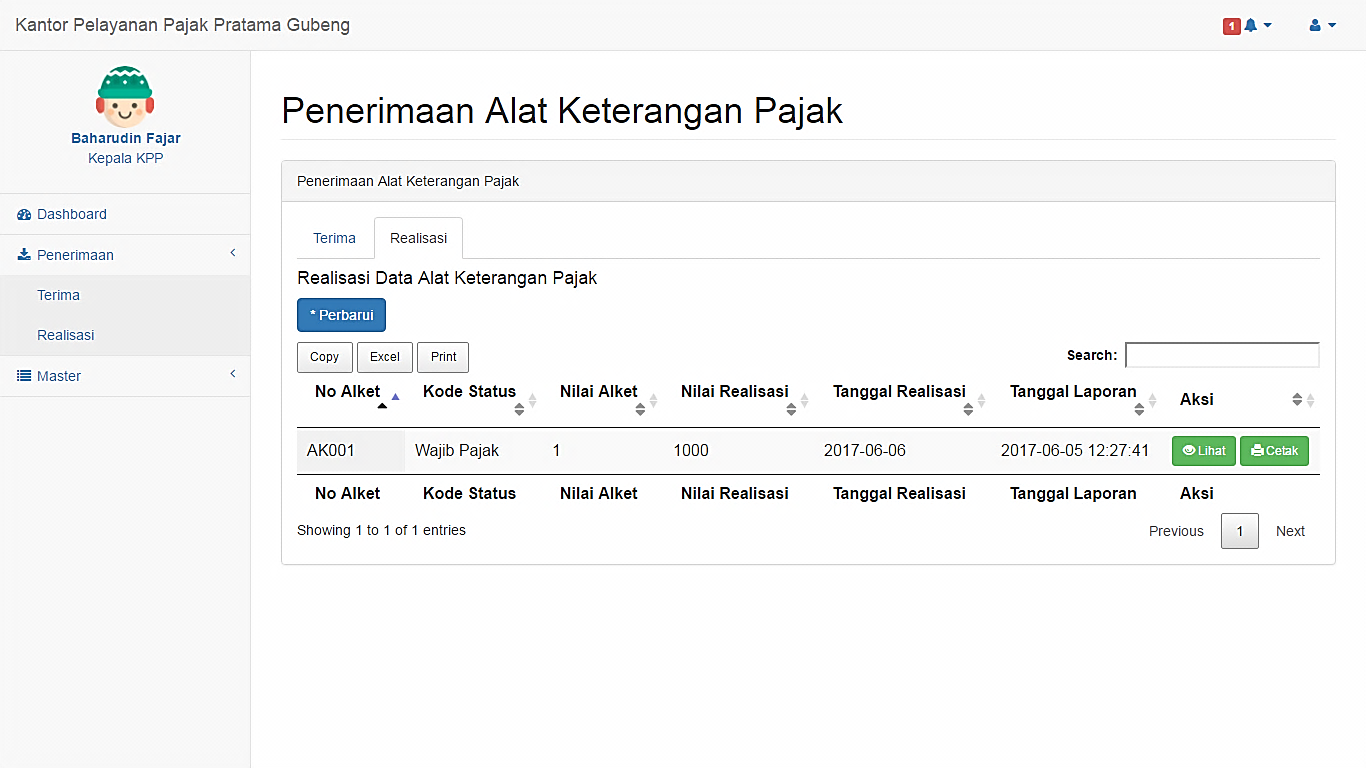 Kantor Pelayanan Pajak Pratama Gubeng
1
Baharudin Fajar
Kepala KPP
Dashboard
Penerimaan
Terima
Realisasi
Master
Penerimaan Alat Keterangan Pajak
Penerimaan Alat Keterangan Pajak
Terima Realisasi
Realisasi Data Alat Keterangan Pajak
* Perbarui
Copy Excel Print Search:
No Alket Kode Status Nilai Alket Nilai Realisasi Tanggal Realisasi Tanggal Laporan Aksi
AK001 Wajib Pajak 1 1000 2017-06-06 2017-06-05 12:27:41 Lihat Cetak
No Alket Kode Status Nilai Alket Nilai Realisasi Tanggal Realisasi Tanggal Laporan Aksi
Showing 1 to 1 of 1 entries Previous 1 Next